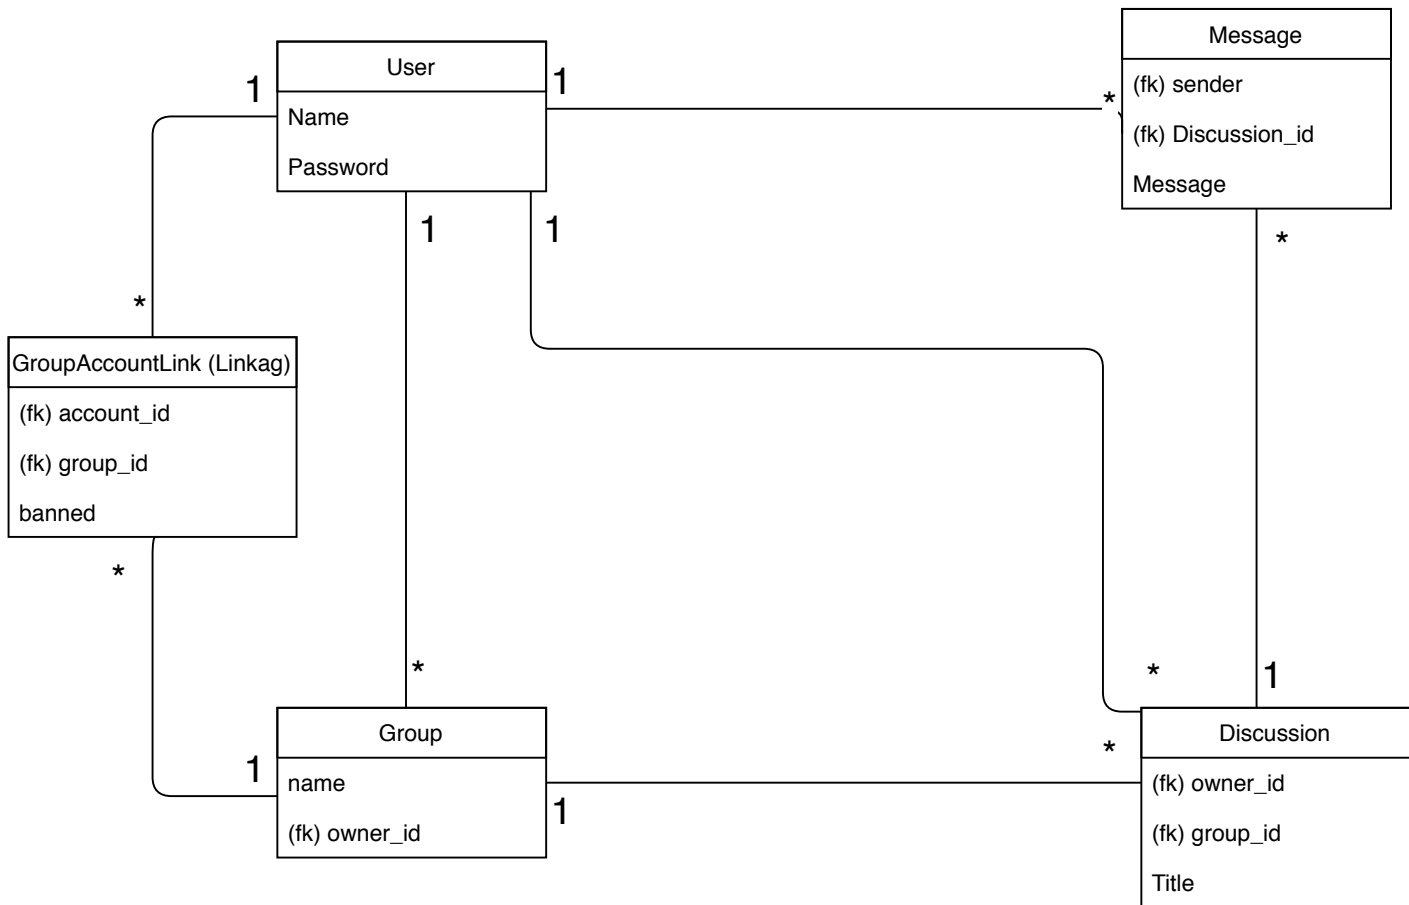 User
Name
Password
1
1
1
1
Message
(fk) sender
(fk) Discussion_id
Message
*
*
*
GroupAccountLink (Linkag)
(fk) account_id
(fk) group_id
banned
*
*
*
*
1
1
1
Group
name
(fk) owner_id
Discussion
(fk) owner_id
(fk) group_id
Title